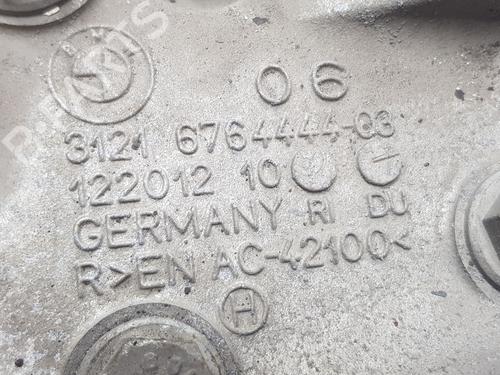 BMW
06
3121 6764444-03
122012 10
GERMANY RI DU
R>EN AC-42100<
H